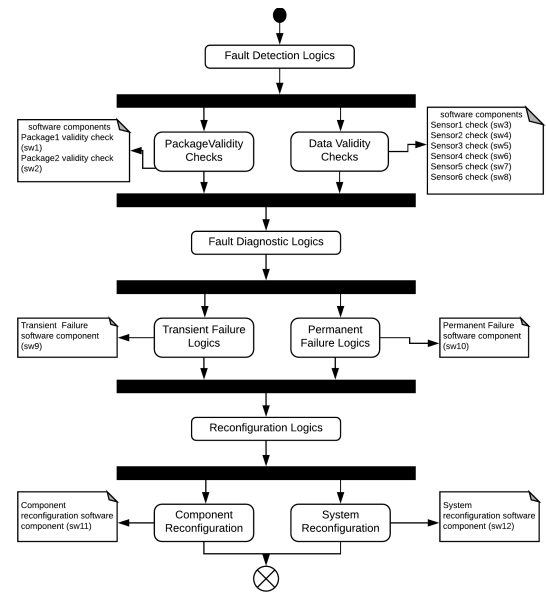 Fault Detection Logics
software components
Package1 validity check
(sw1)
Package2 validity check
(sw2)
PackageValidity
Checks
Data Validity
Checks
software components
Sensor1 check (sw3)
Sensor2 check (sw4)
Sensor3 check (sw5)
Sensor4 check (sw6)
Sensor5 check (sw7)
Sensor6 check (sw8)
Fault Diagnostic Logics
Transient Failure
software component
(sw9)
Transient Failure
Logics
Permanent
Failure Logics
Permanent Failure
software component
(sw10)
Reconfiguration Logics
Component
reconfiguration software
component (sw11)
Component
Reconfiguration
System
Reconfiguration
System
reconfiguration software
component (sw12)